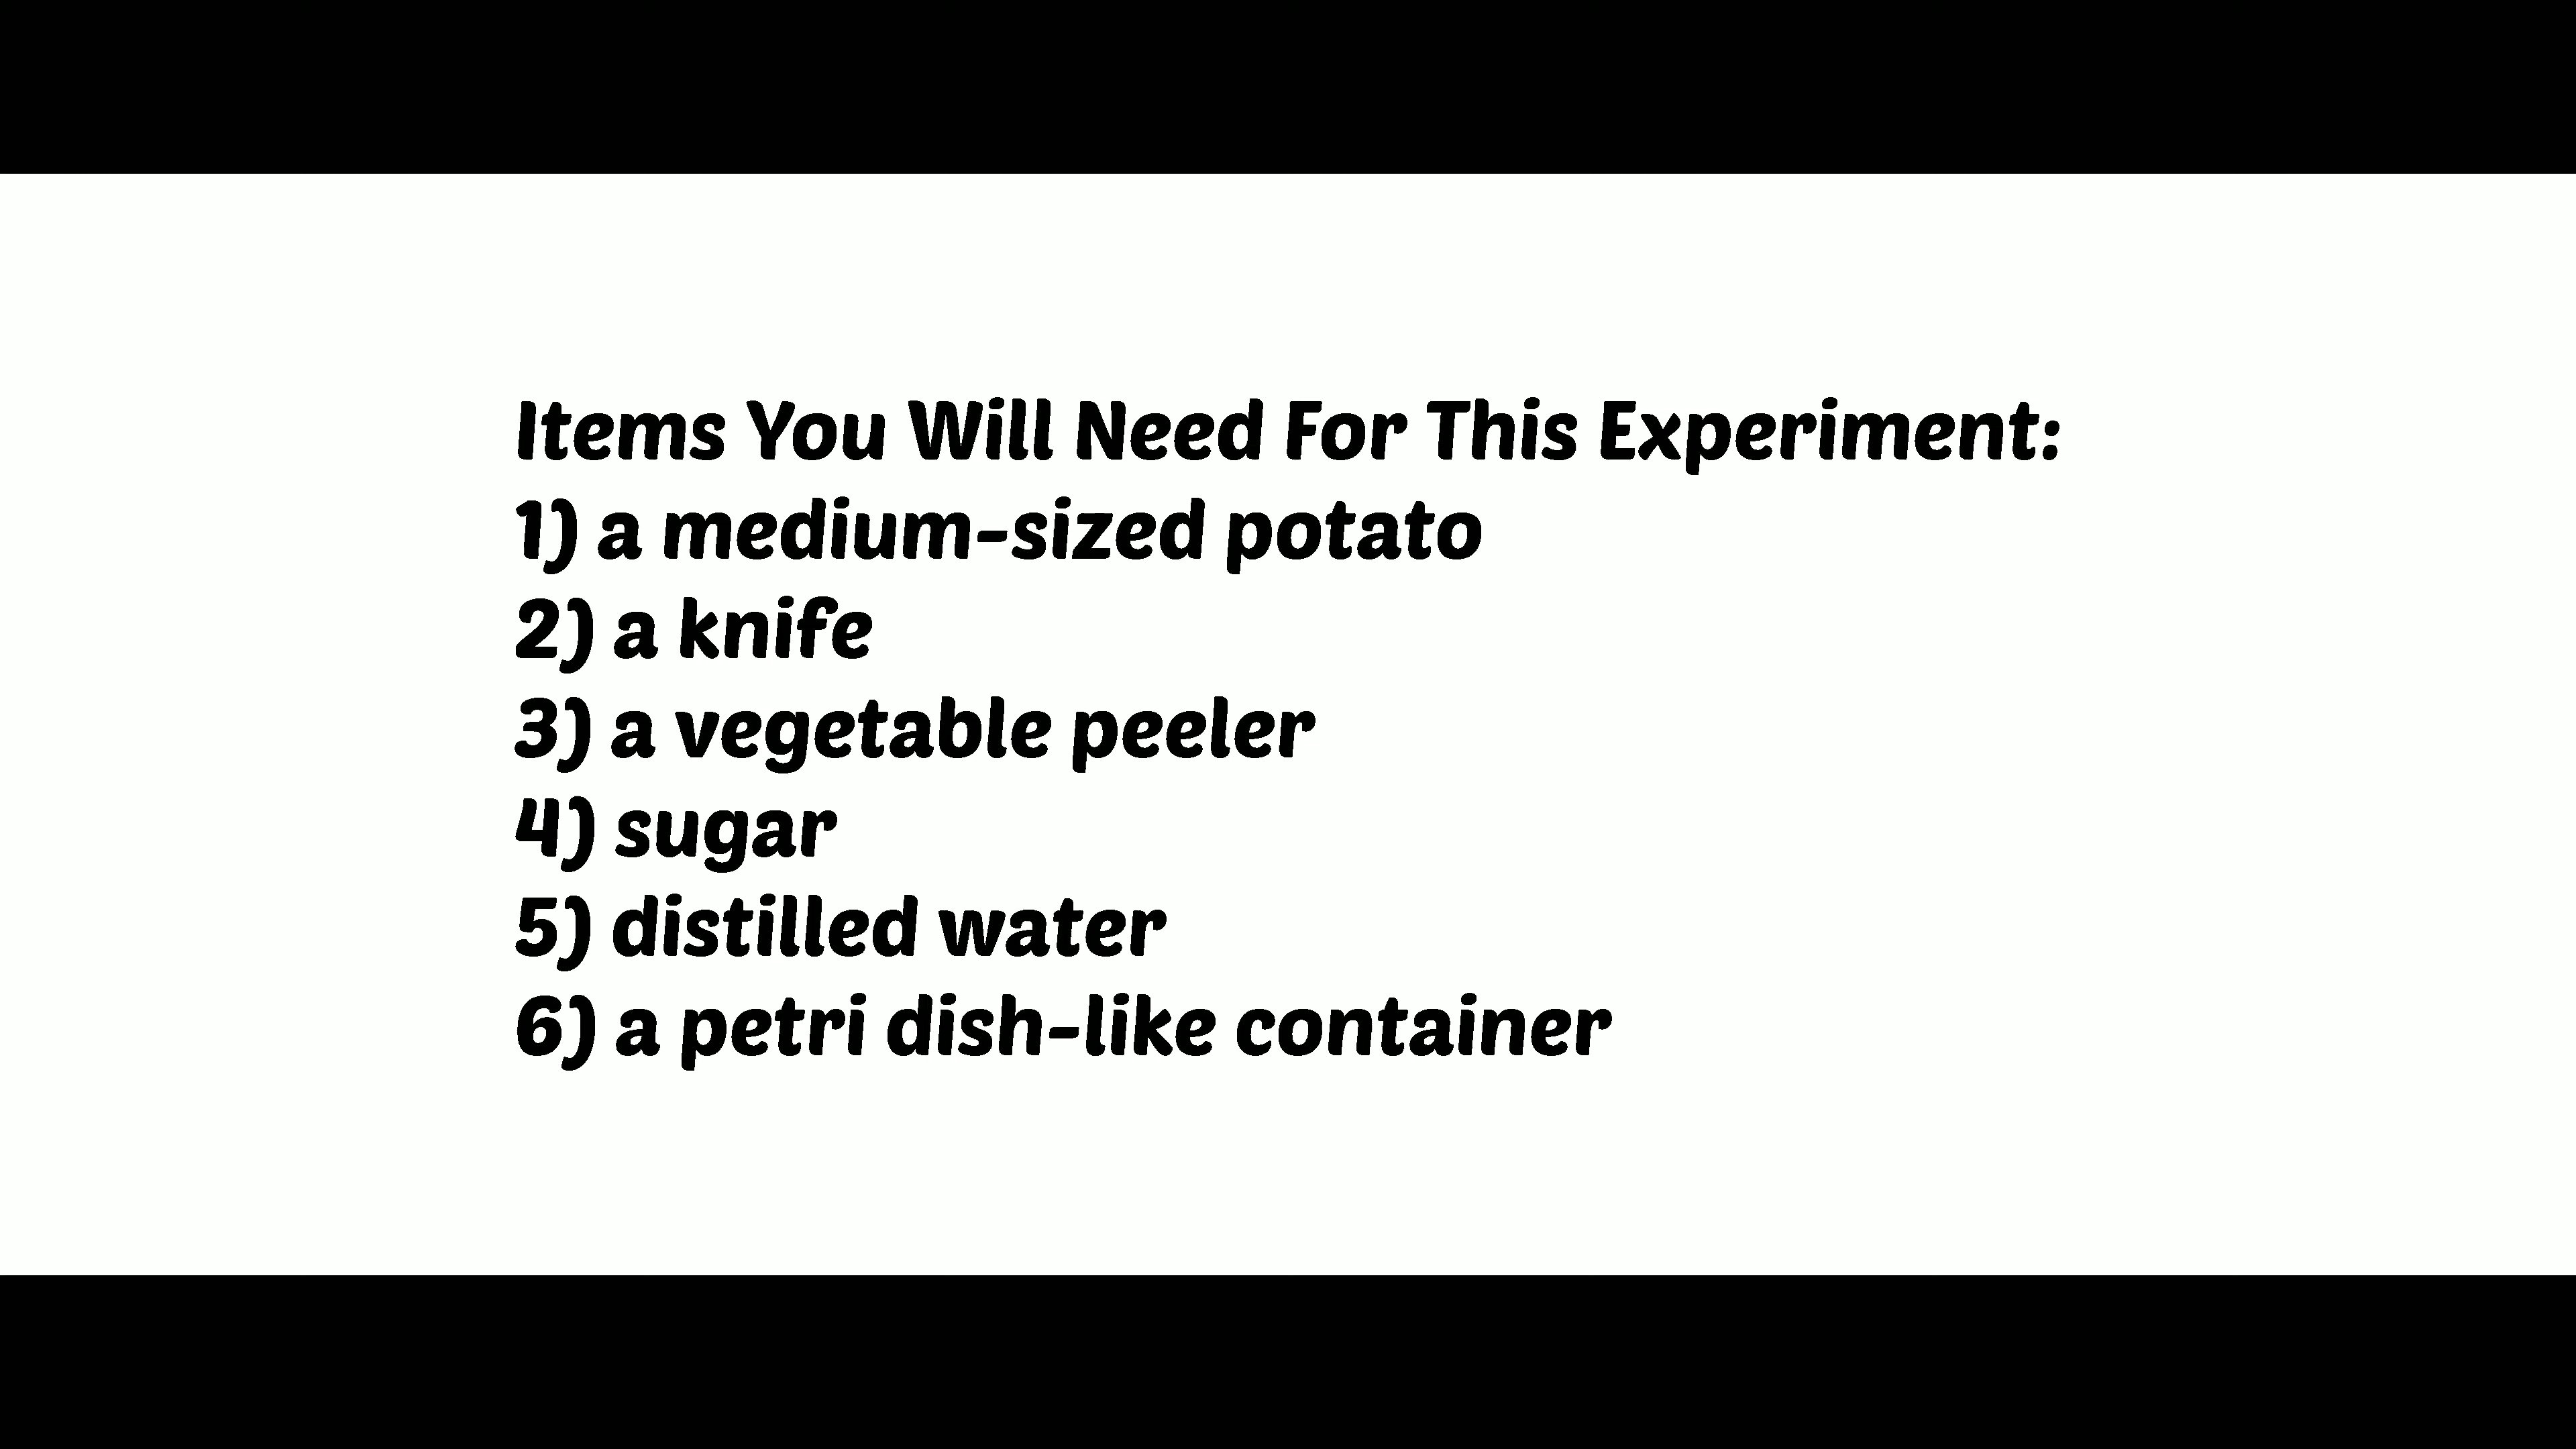 Items You Will Need For This Experiment:
1) a medium-sized potato
2) a knife
3) a vegetable peeler
4) sugar
5) distilled water
6) a petri dish-like container